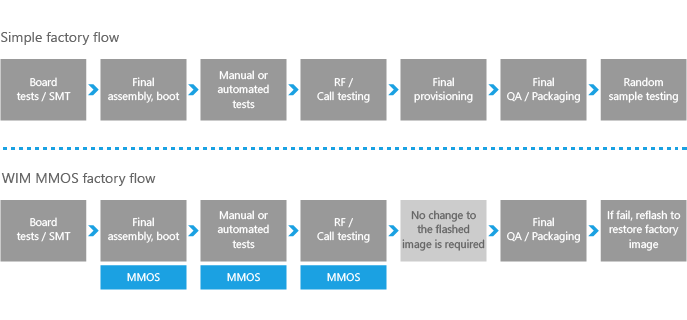 Simple factory flow
Board
tests / SMT
Final
assembly, boot
Manual or
automated
tests
RF /
Call testing
Final
provisioning
Final
QA / Packaging
Random
sample testing
WIM MMOS factory flow
Board
tests / SMT
Final
assembly, boot
Manual or
automated
tests
RF /
Call testing
No change to
the flashed
image is required
Final
QA / Packaging
If fail, reflash to
restore factory
image
MMOS
MMOS
MMOS